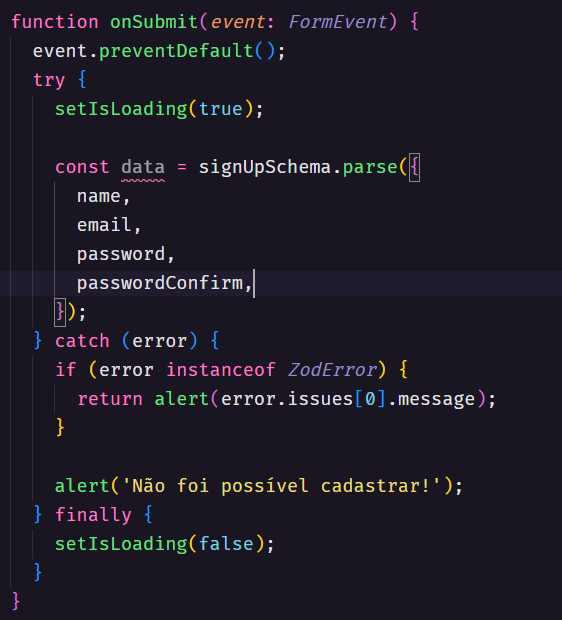 function onSubmit(event: FormEvent) {
  event.preventDefault();
  try {
    setIsLoading(true);

    const data = signUpSchema.parse({
      name,
      email,
      password,
      passwordConfirm,
    });
  } catch (error) {
    if (error instanceof ZodError) {
      return alert(error.issues[0].message);
    }

    alert('Não foi possível cadastrar!');
  } finally {
    setIsLoading(false);
  }
}